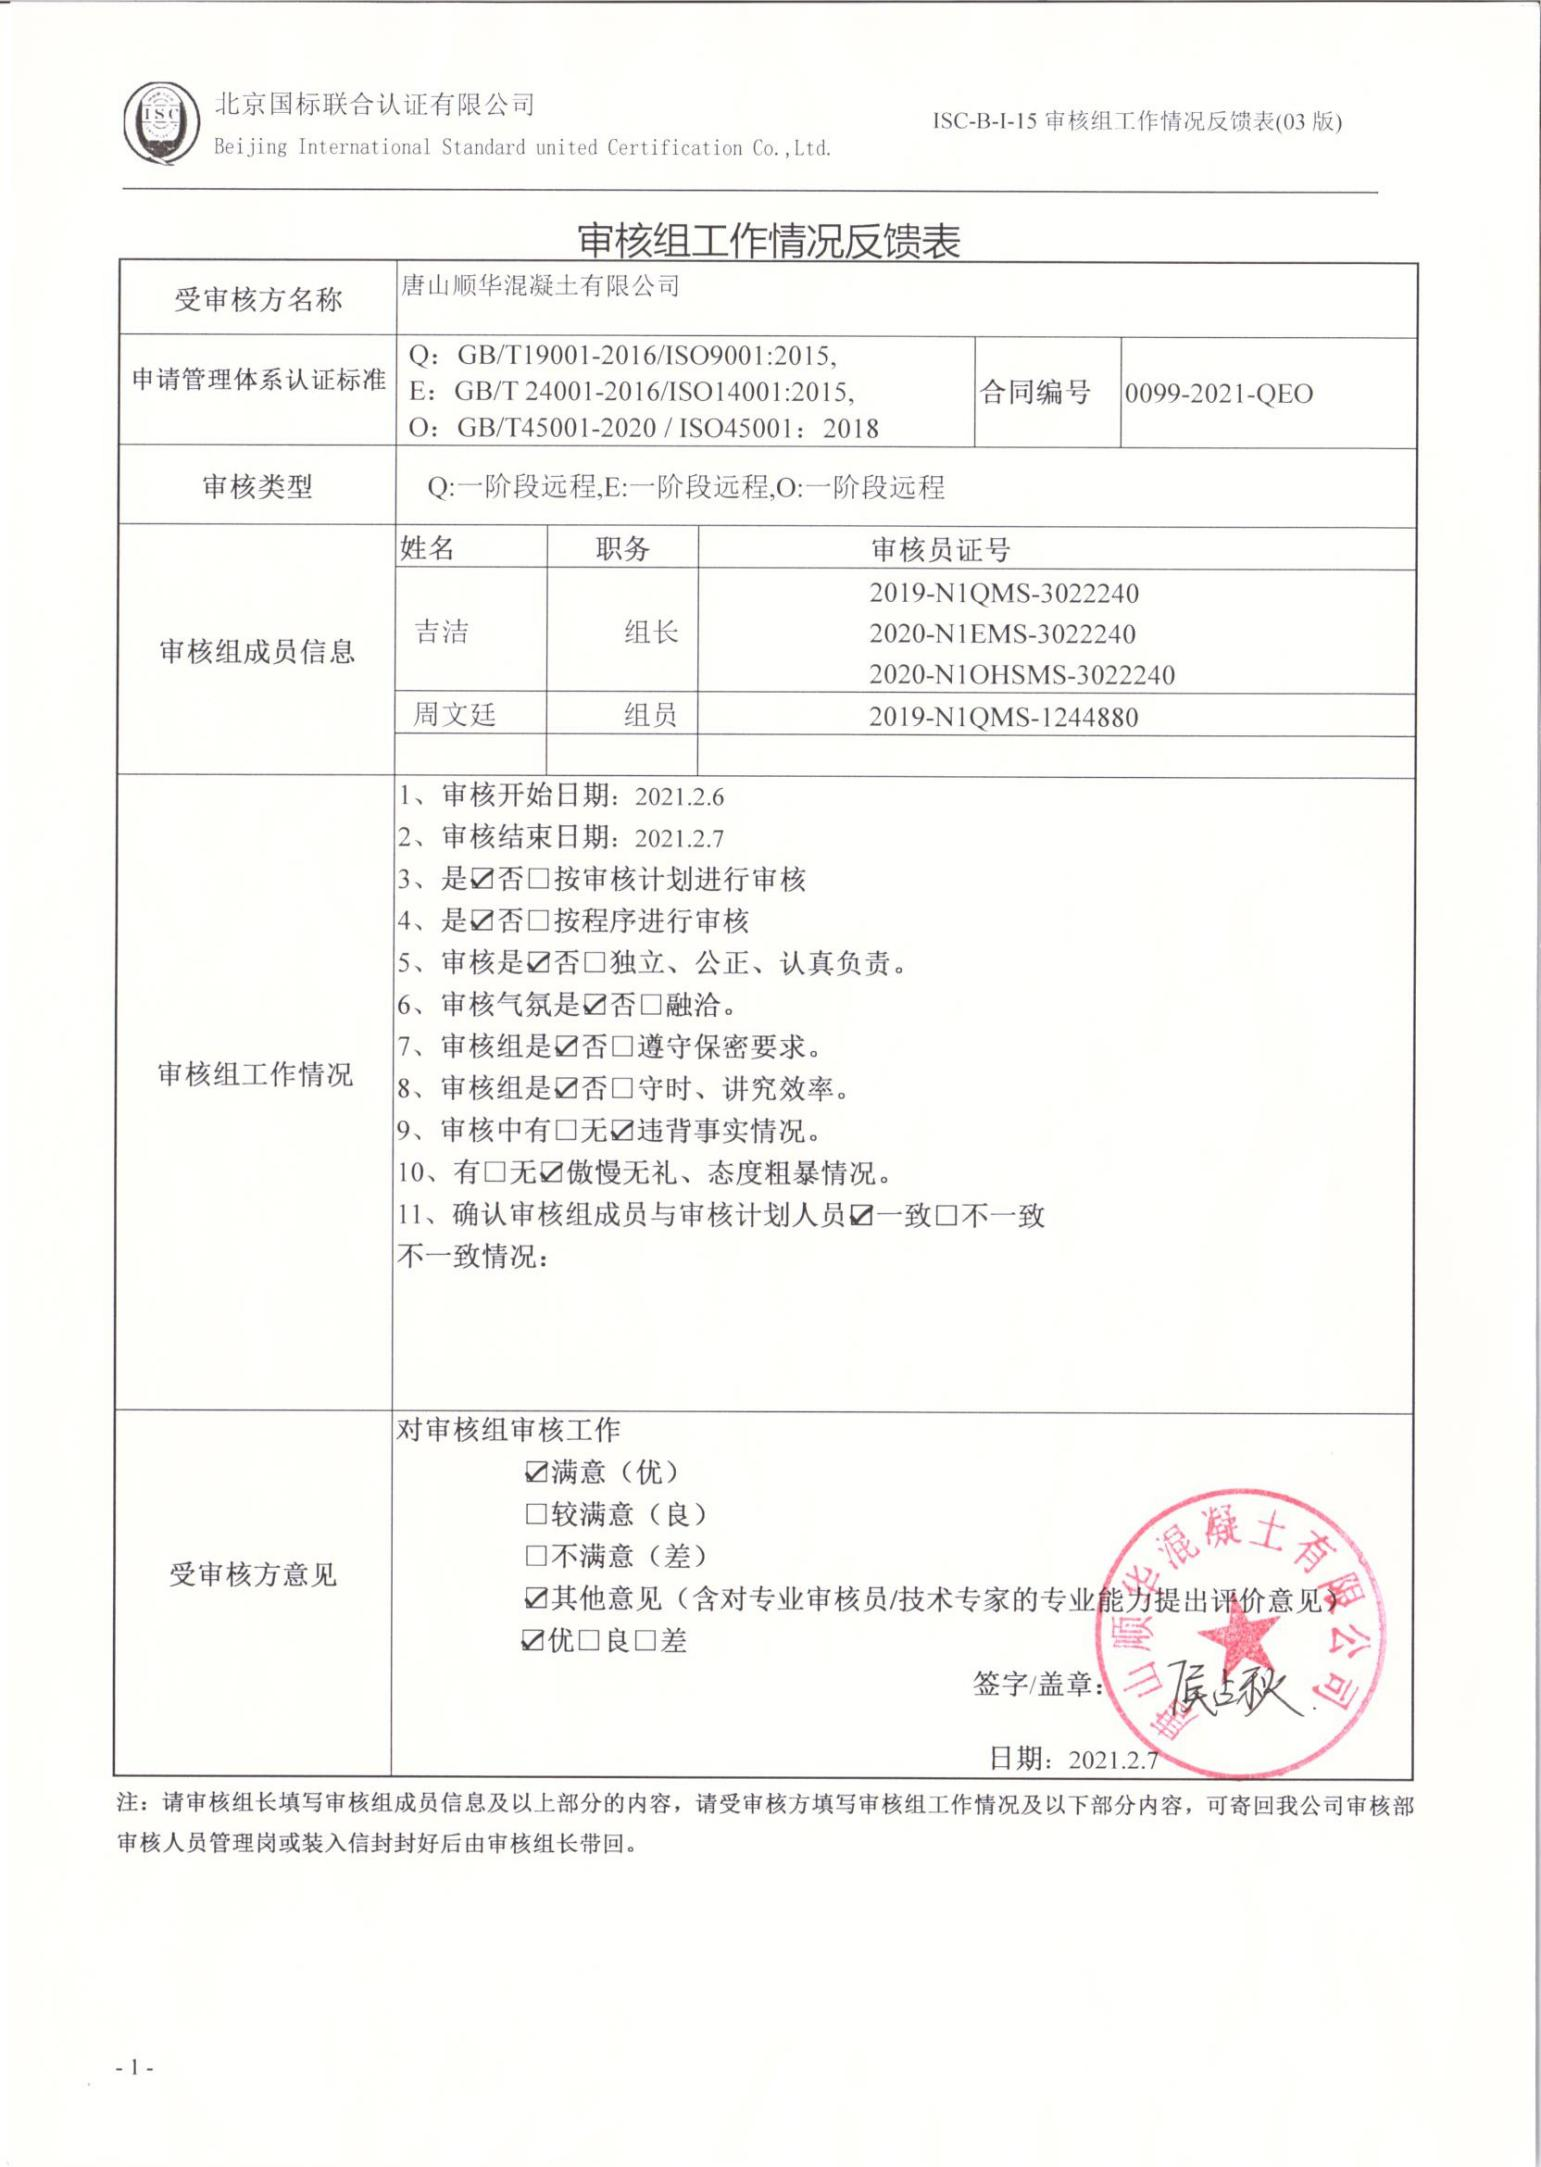 ISC
北京国标联合认证有限公司
Beijing International Standard united Certification Co.,Ltd.
ISC-B-I-15 审核组工作情况反馈表(03 版)
审核组工作情况反馈表
受审核方名称
唐山顺华混凝土有限公司
申请管理体系认证标准
Q：GB/T19001-2016/ISO9001:2015,
E：GB/T 24001-2016/ISO14001:2015,
O：GB/T45001-2020 / ISO45001：2018
合同编号
0099-2021-QEO
审核类型
Q:一阶段远程,E:一阶段远程,O:一阶段远程
审核组成员信息
姓名 职务 审核员证号
吉洁 组长
2019-N1QMS-3022240
2020-N1EMS-3022240
2020-N1OHSMS-3022240
周文廷 组员 2019-N1QMS-1244880
审核组工作情况
1、审核开始日期：2021.2.6
2、审核结束日期：2021.2.7
3、是☑否□按审核计划进行审核
4、是☑否□按程序进行审核
5、审核是☑否□独立、公正、认真负责。
6、审核气氛是☑否□融洽。
7、审核组是☑否□遵守保密要求。
8、审核组是☑否□守时、讲究效率。
9、审核中有□无☑违背事实情况。
10、有□无☑傲慢无礼、态度粗暴情况。
11、确认审核组成员与审核计划人员☑一致□不一致
不一致情况：
受审核方意见
对审核组审核工作
☑满意（优）
□较满意（良）
□不满意（差）
☑其他意见（含对专业审核员/技术专家的专业能力提出评价意见）
☑优□良□差
签字/盖章：
唐山顺华混凝土有限公司
日期：2021.2.7
注：请审核组长填写审核组成员信息及以上部分的内容，请受审核方填写审核组工作情况及以下部分内容，可寄回我公司审核部
审核人员管理岗或装入信封封好后由审核组长带回。
- 1 -